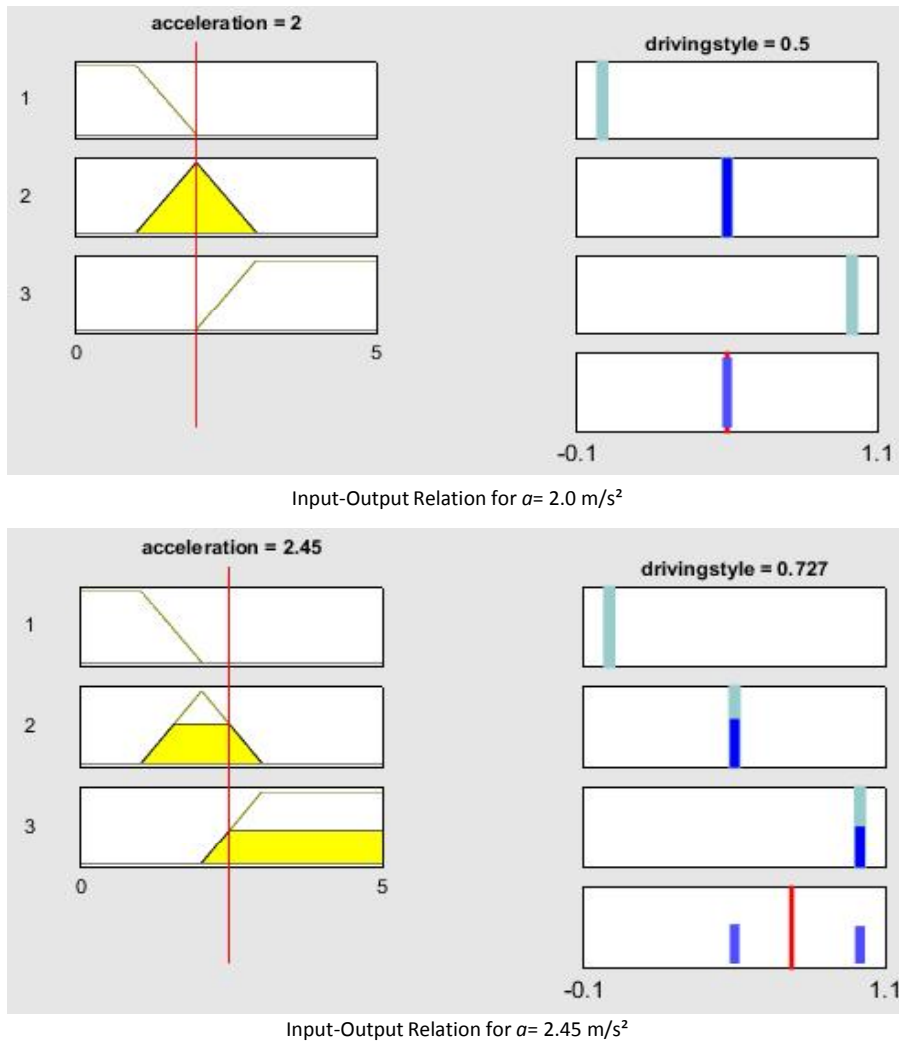 acceleration = 2
drivingstyle = 0.5
1
2
3
0 5
-0.1 1.1
Input-Output Relation for a= 2.0 m/s²
acceleration = 2.45
drivingstyle = 0.727
1
2
3
0 5
-0.1 1.1
Input-Output Relation for a= 2.45 m/s²